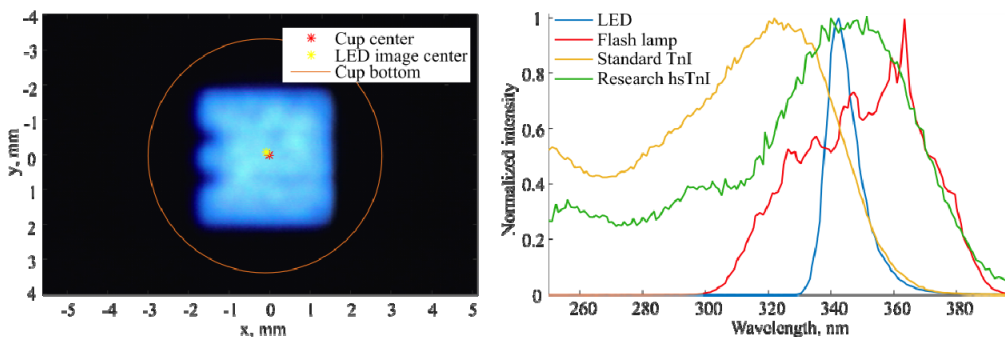 -4
-3
-2
-1
0
1
2
3
4
y, mm
-5 -4 -3 -2 -1 0 1 2 3 4 5
x, mm
Cup center
LED image center
Cup bottom
1
0.8
0.6
0.4
0.2
0
Normalized intensity
260 280 300 320 340 360 380
Wavelength, nm
LED
Flash lamp
Standard TnI
Research hsTnI